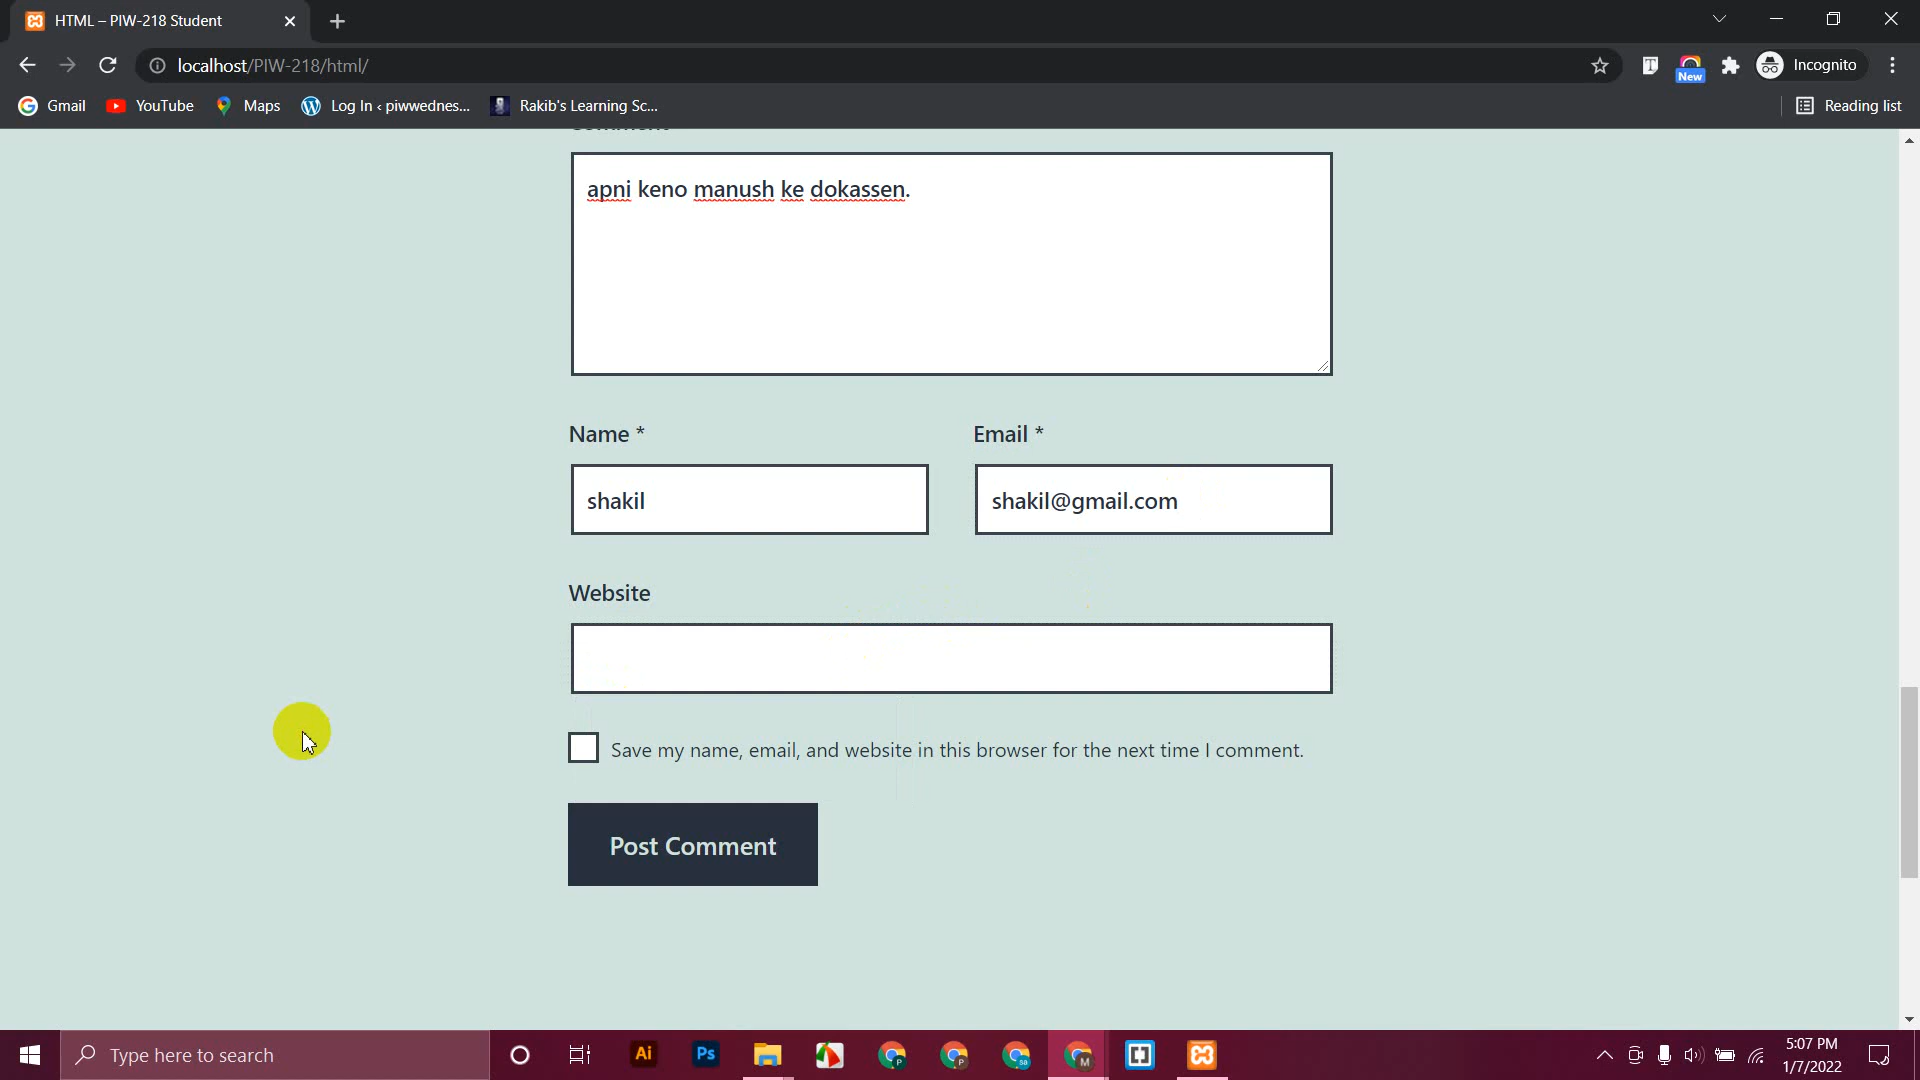 HTML – PIW-218 Student
localhost/PIW-218/html/
New
Incognito
Gmail
YouTube
Maps
Log In ‹ piwwednes...
Rakib's Learning Sc...
Reading list
apni keno manush ke dokassen.
Name *
Email *
shakil
shakil@gmail.com
Website
Save my name, email, and website in this browser for the next time I comment.
Post Comment
Type here to search
Ai
Ps
5:07 PM
1/7/2022